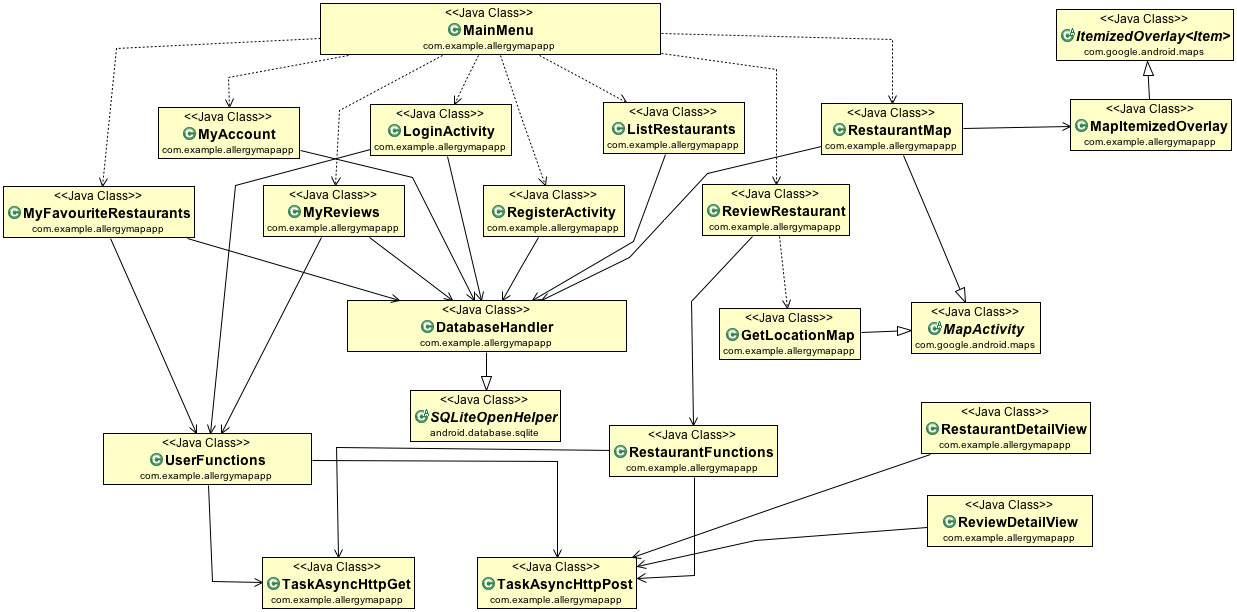 <<Java Class>>
MainMenu
com.example.allergymapapp
<<Java Class>>
ItemizedOverlay<Item>
com.google.android.maps
<<Java Class>>
MyAccount
com.example.allergymapapp
<<Java Class>>
LoginActivity
com.example.allergymapapp
<<Java Class>>
ListRestaurants
com.example.allergymapapp
<<Java Class>>
RestaurantMap
com.example.allergymapapp
<<Java Class>>
MapItemizedOverlay
com.example.allergymapapp
<<Java Class>>
MyFavouriteRestaurants
com.example.allergymapapp
<<Java Class>>
MyReviews
com.example.allergymapapp
<<Java Class>>
RegisterActivity
com.example.allergymapapp
<<Java Class>>
ReviewRestaurant
com.example.allergymapapp
<<Java Class>>
DatabaseHandler
com.example.allergymapapp
<<Java Class>>
GetLocationMap
com.example.allergymapapp
<<Java Class>>
MapActivity
com.google.android.maps
<<Java Class>>
SQLiteOpenHelper
android.database.sqlite
<<Java Class>>
UserFunctions
com.example.allergymapapp
<<Java Class>>
RestaurantFunctions
com.example.allergymapapp
<<Java Class>>
RestaurantDetailView
com.example.allergymapapp
<<Java Class>>
ReviewDetailView
com.example.allergymapapp
<<Java Class>>
TaskAsyncHttpGet
com.example.allergymapapp
<<Java Class>>
TaskAsyncHttpPost
com.example.allergymapapp